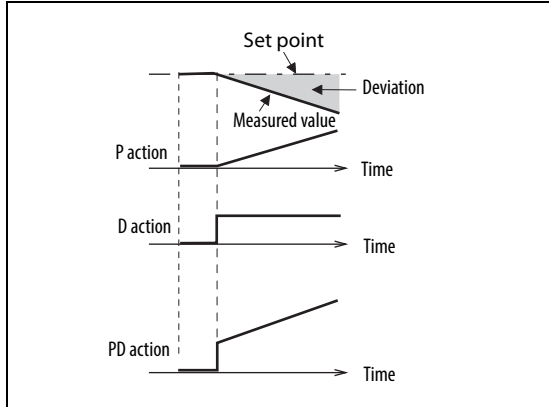 Set point
Deviation
Measured value
P action
Time
D action
Time
PD action
Time